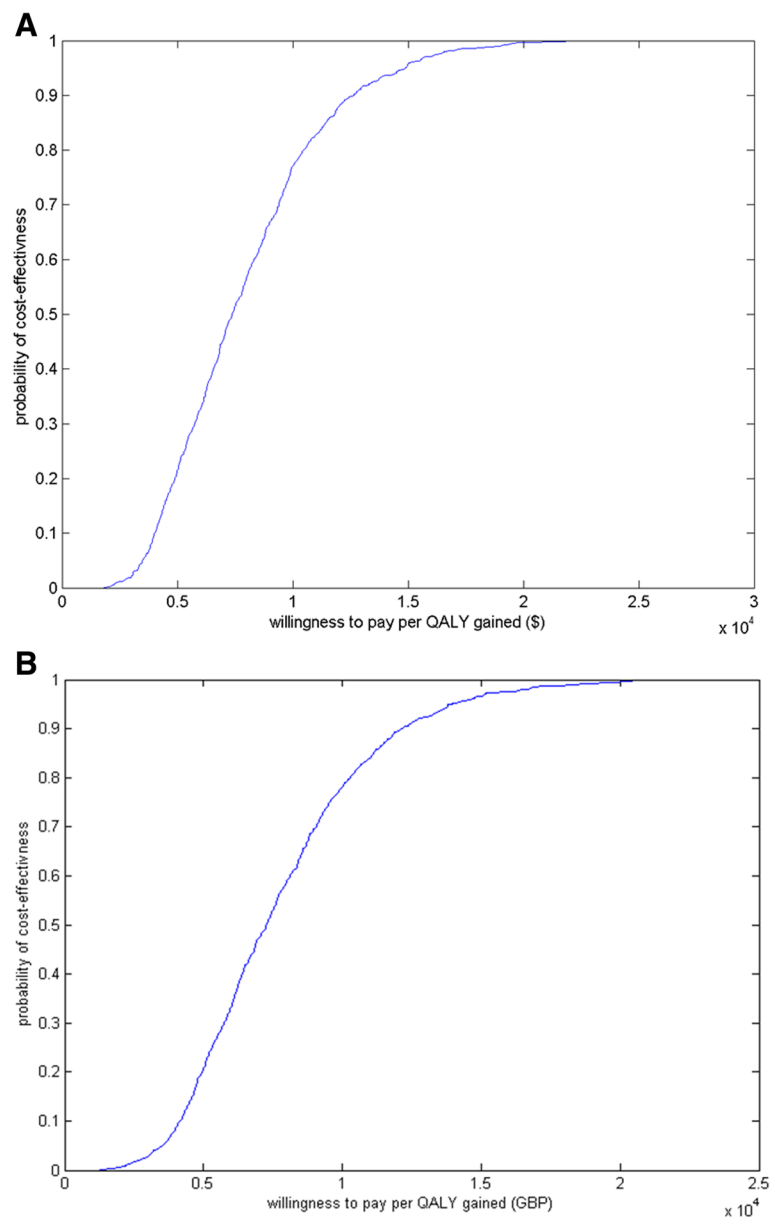 A
1
0.9
0.8
0.7
0.6
0.5
0.4
0.3
0.2
0.1
0
0 0.5 1 1.5 2 2.5 3
probability of cost-effectivness
willingness to pay per QALY gained ($)
x 10^4
B
1
0.9
0.8
0.7
0.6
0.5
0.4
0.3
0.2
0.1
0
0 0.5 1 1.5 2 2.5
probability of cost-effectivness
willingness to pay per QALY gained (GBP)
x 10^4